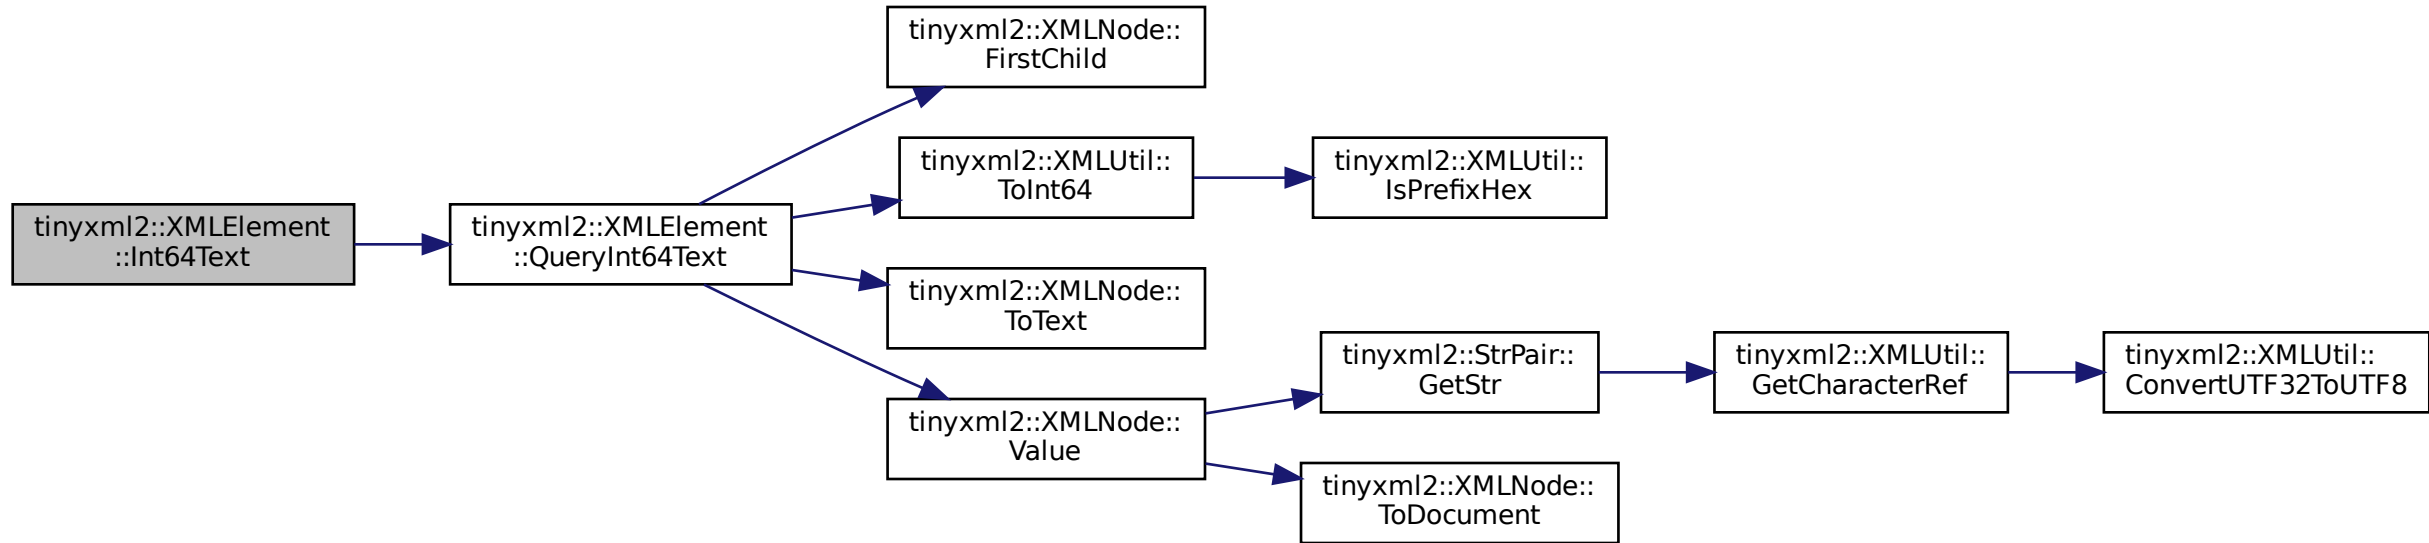 tinyxml2::XMLElement
::Int64Text
tinyxml2::XMLElement
::QueryInt64Text
tinyxml2::XMLNode::
FirstChild
tinyxml2::XMLUtil::
ToInt64
tinyxml2::XMLUtil::
IsPrefixHex
tinyxml2::XMLNode::
ToText
tinyxml2::XMLNode::
Value
tinyxml2::StrPair::
GetStr
tinyxml2::XMLUtil::
GetCharacterRef
tinyxml2::XMLUtil::
ConvertUTF32ToUTF8
tinyxml2::XMLNode::
ToDocument